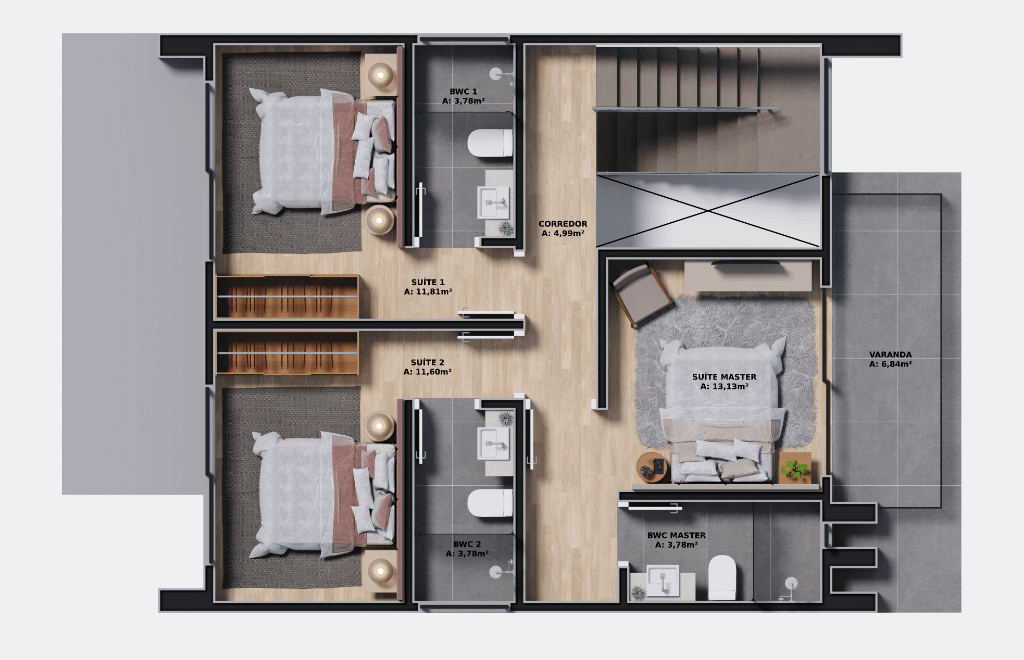 BWC 1
A: 3,78m²
CORREDOR
A: 4,99m²
SUÍTE 1
A: 11,81m²
SUÍTE 2
A: 11,60m²
SUÍTE MASTER
A: 13,13m²
VARANDA
A: 6,84m²
BWC 2
A: 3,78m²
BWC MASTER
A: 3,78m²